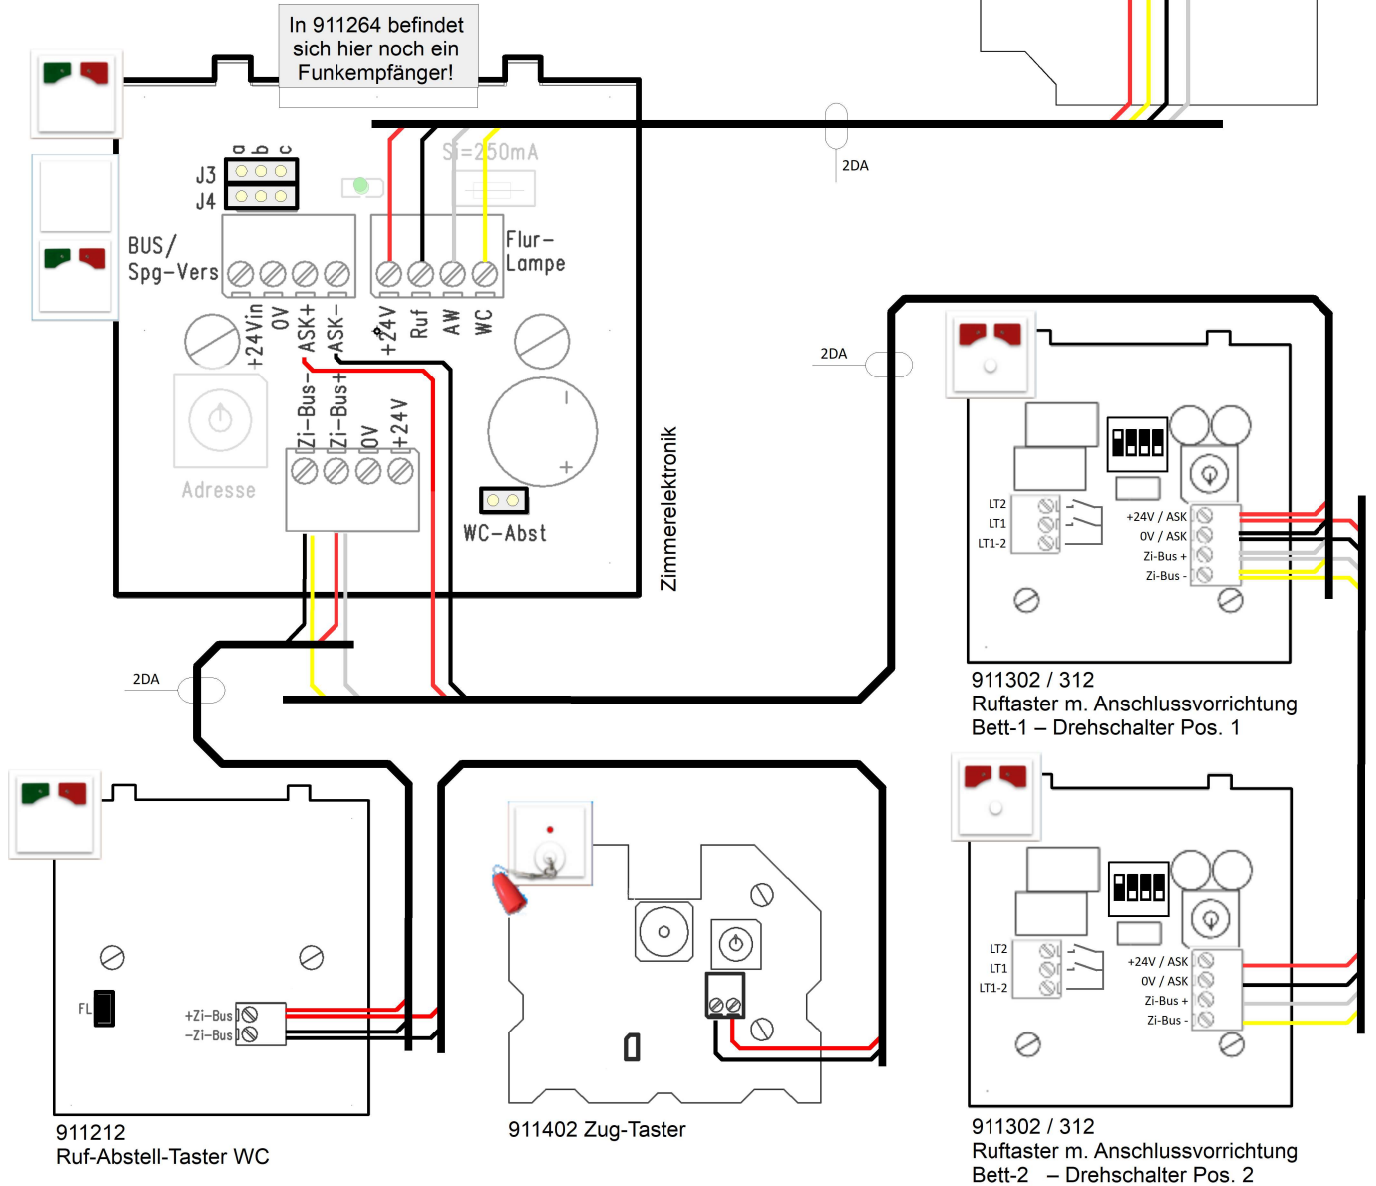 In 911264 befindet
sich hier noch ein
Funkempfänger!
2DA
Si=250mA
a
b
c
J3
J4
BUS/
Spg-Vers
Flur-
Lampe
+24Vin
0V
ASK+
ASK-
+24V
Ruf
AW
WC
Zi-Bus-
Zi-Bus+
0V
+24V
Adresse
WC-Abst
Zimmerelektronik
2DA
2DA
LT2
LT1
LT1-2
+24V / ASK
0V / ASK
Zi-Bus +
Zi-Bus -
911302 / 312
Ruftaster m. Anschlussvorrichtung
Bett-1 – Drehschalter Pos. 1
FL
+Zi-Bus
-Zi-Bus
911212
Ruf-Abstell-Taster WC
911402 Zug-Taster
LT2
LT1
LT1-2
+24V / ASK
0V / ASK
Zi-Bus +
Zi-Bus -
911302 / 312
Ruftaster m. Anschlussvorrichtung
Bett-2 – Drehschalter Pos. 2